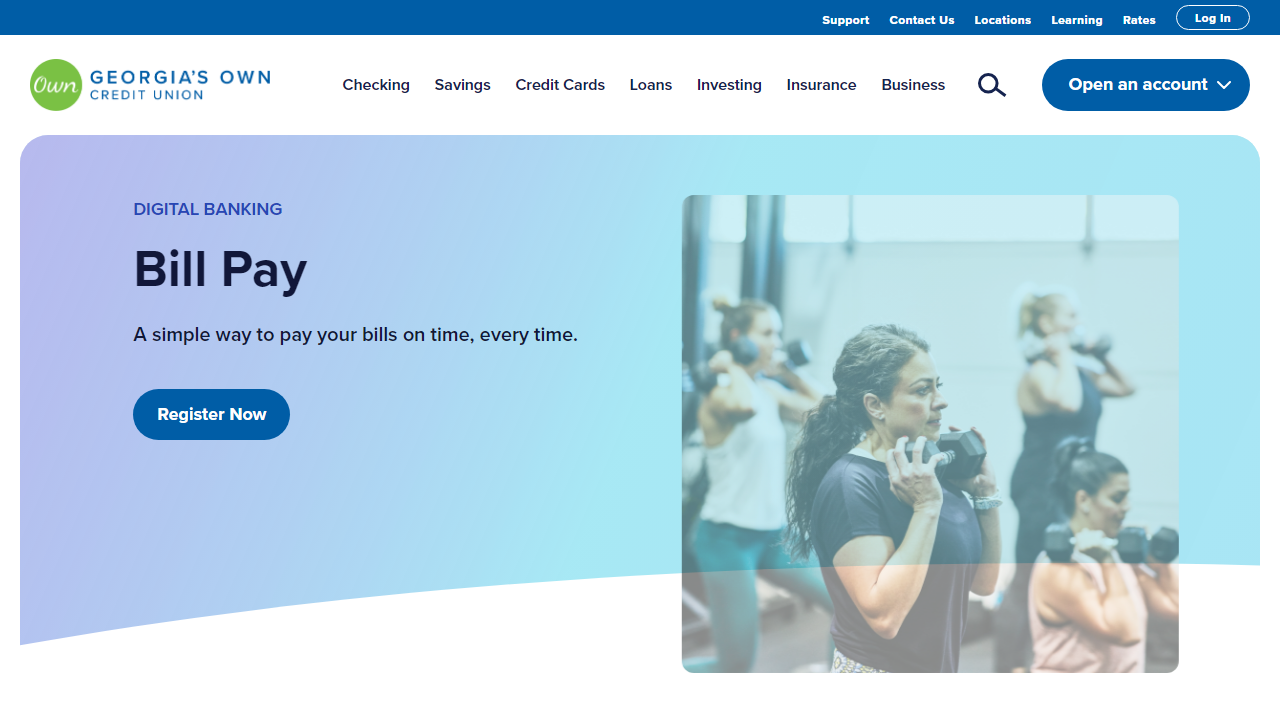 Support Contact Us Locations Learning Rates Log In
Own GEORGIA'S OWN
CREDIT UNION
Checking Savings Credit Cards Loans Investing Insurance Business Open an account
DIGITAL BANKING
Bill Pay
A simple way to pay your bills on time, every time.
Register Now